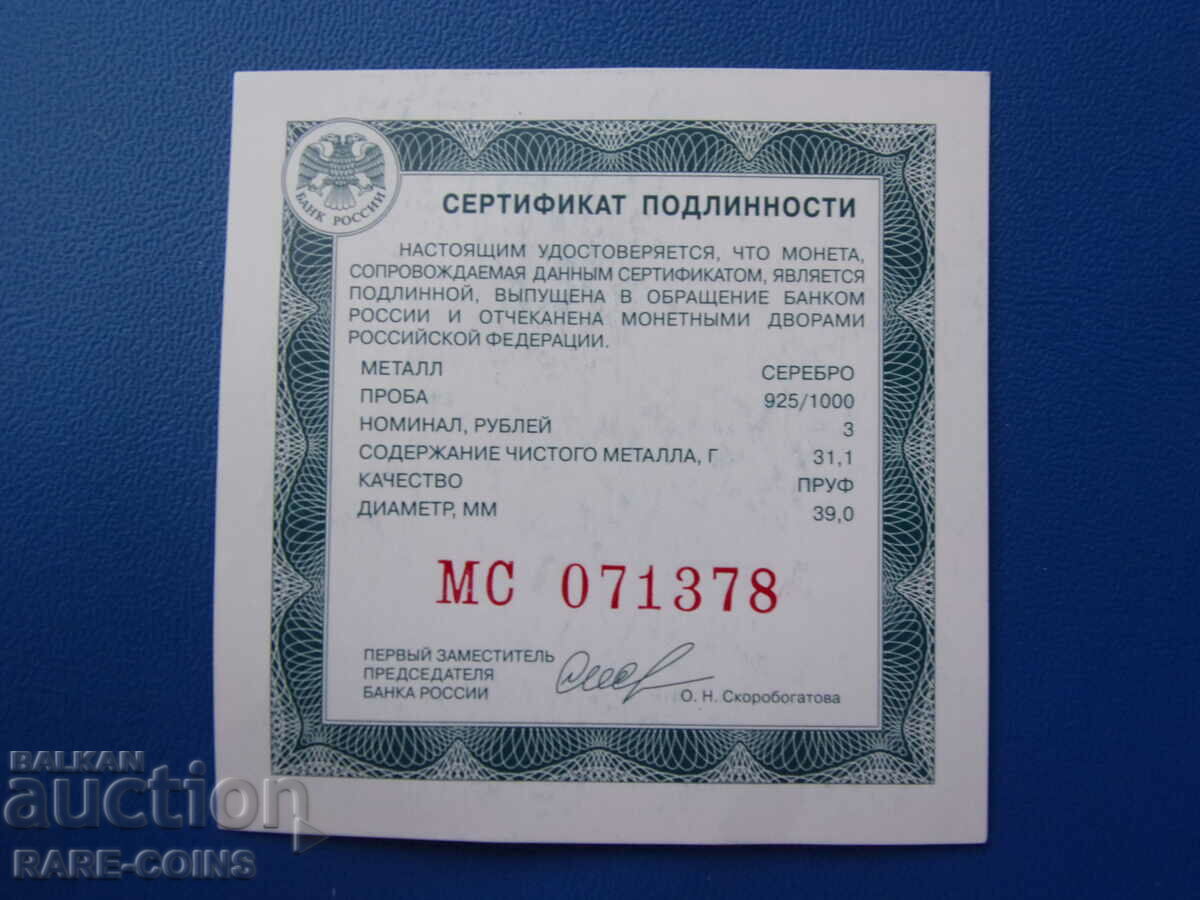 БАНК РОССИИ
СЕРТИФИКАТ ПОДЛИННОСТИ
НАСТОЯЩИМ УДОСТОВЕРЯЕТСЯ, ЧТО МОНЕТА,
СОПРОВОЖДАЕМАЯ ДАННЫМ СЕРТИФИКАТОМ, ЯВЛЯЕТСЯ
ПОДЛИННОЙ, ВЫПУЩЕНА В ОБРАЩЕНИЕ БАНКОМ
РОССИИ И ОТЧЕКАНЕНА МОНЕТНЫМИ ДВОРАМИ
РОССИЙСКОЙ ФЕДЕРАЦИИ.
МЕТАЛЛ СЕРЕБРО
ПРОБА 925/1000
НОМИНАЛ, РУБЛЕЙ 3
СОДЕРЖАНИЕ ЧИСТОГО МЕТАЛЛА, Г 31,1
КАЧЕСТВО ПРУФ
ДИАМЕТР, ММ 39,0
МС 071378
ПЕРВЫЙ ЗАМЕСТИТЕЛЬ
ПРЕДСЕДАТЕЛЯ
БАНКА РОССИИ О. Н. Скоробогатова
BALKAN
auction
RARE-COINS